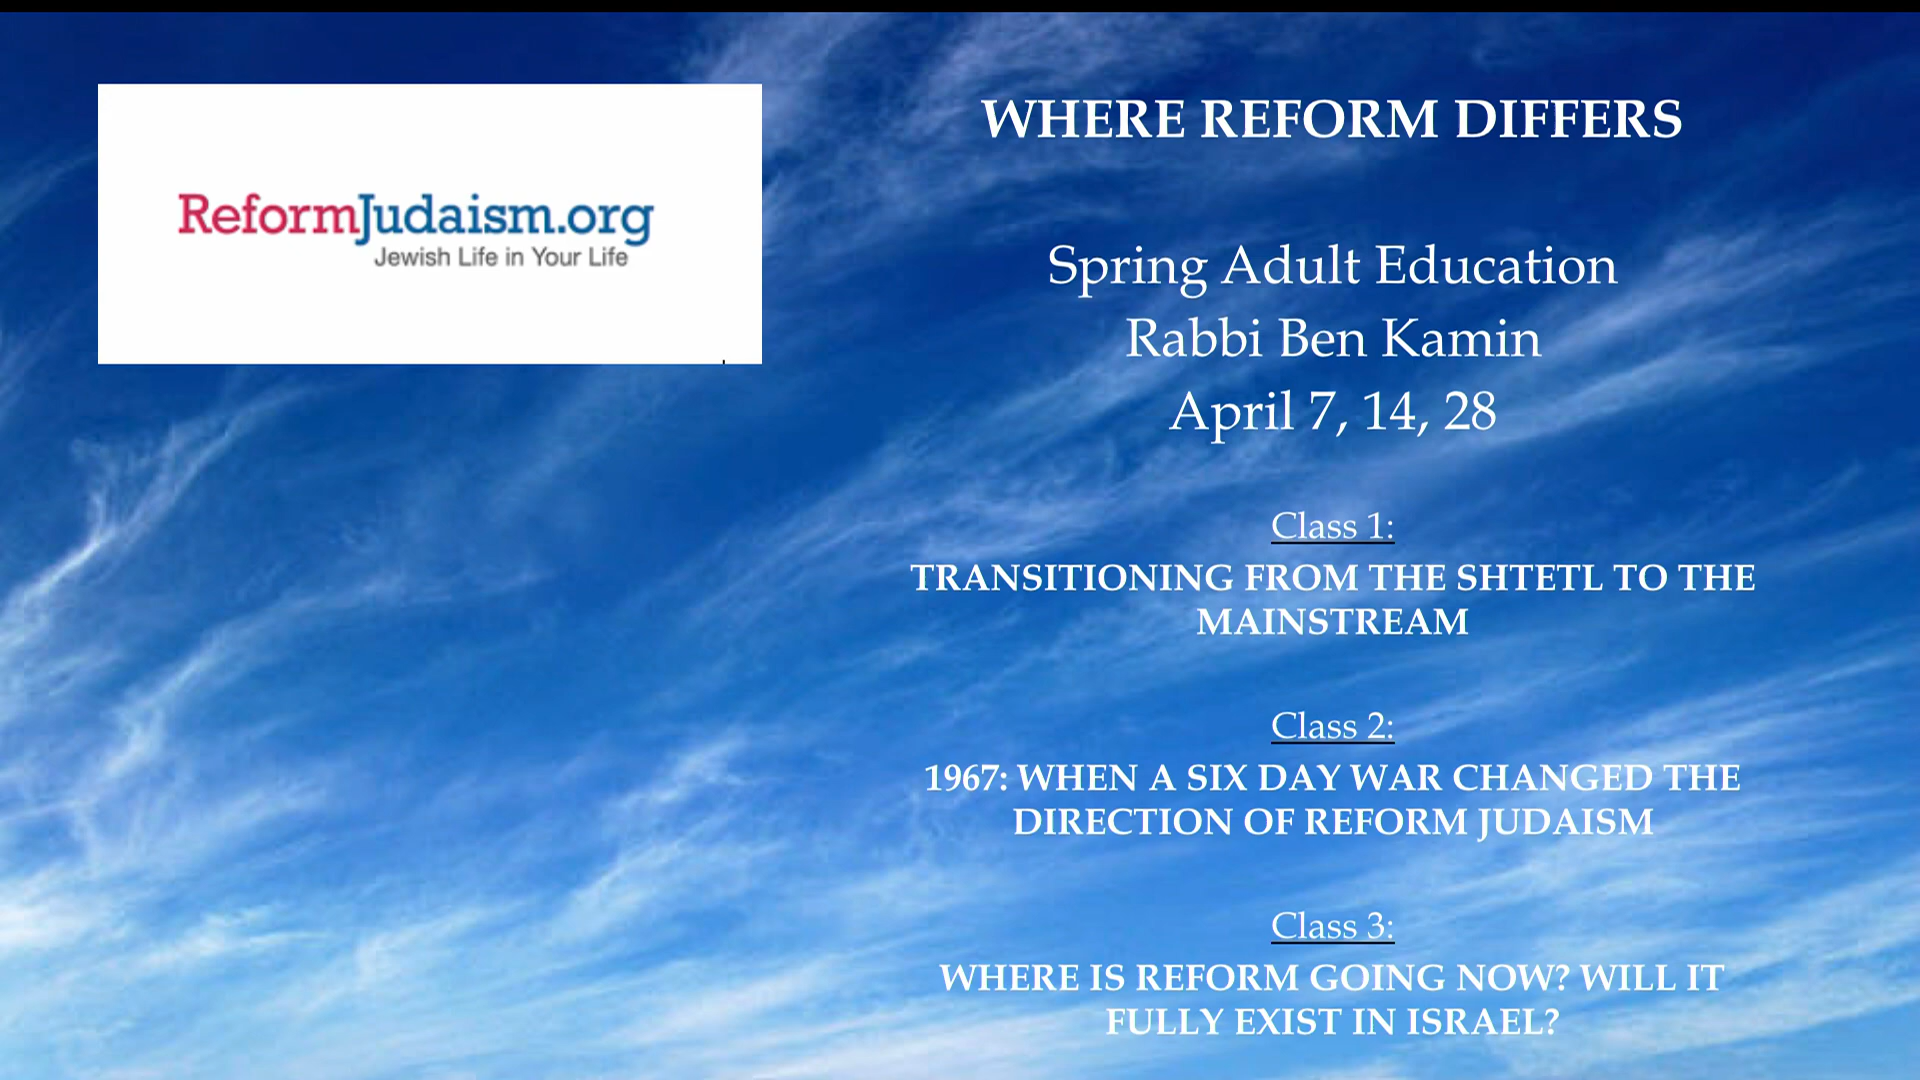 ReformJudaism.org
Jewish Life in Your Life
WHERE REFORM DIFFERS
Spring Adult Education
Rabbi Ben Kamin
April 7, 14, 28
Class 1:
TRANSITIONING FROM THE SHTETL TO THE
MAINSTREAM
Class 2:
1967: WHEN A SIX DAY WAR CHANGED THE
DIRECTION OF REFORM JUDAISM
Class 3:
WHERE IS REFORM GOING NOW? WILL IT
FULLY EXIST IN ISRAEL?